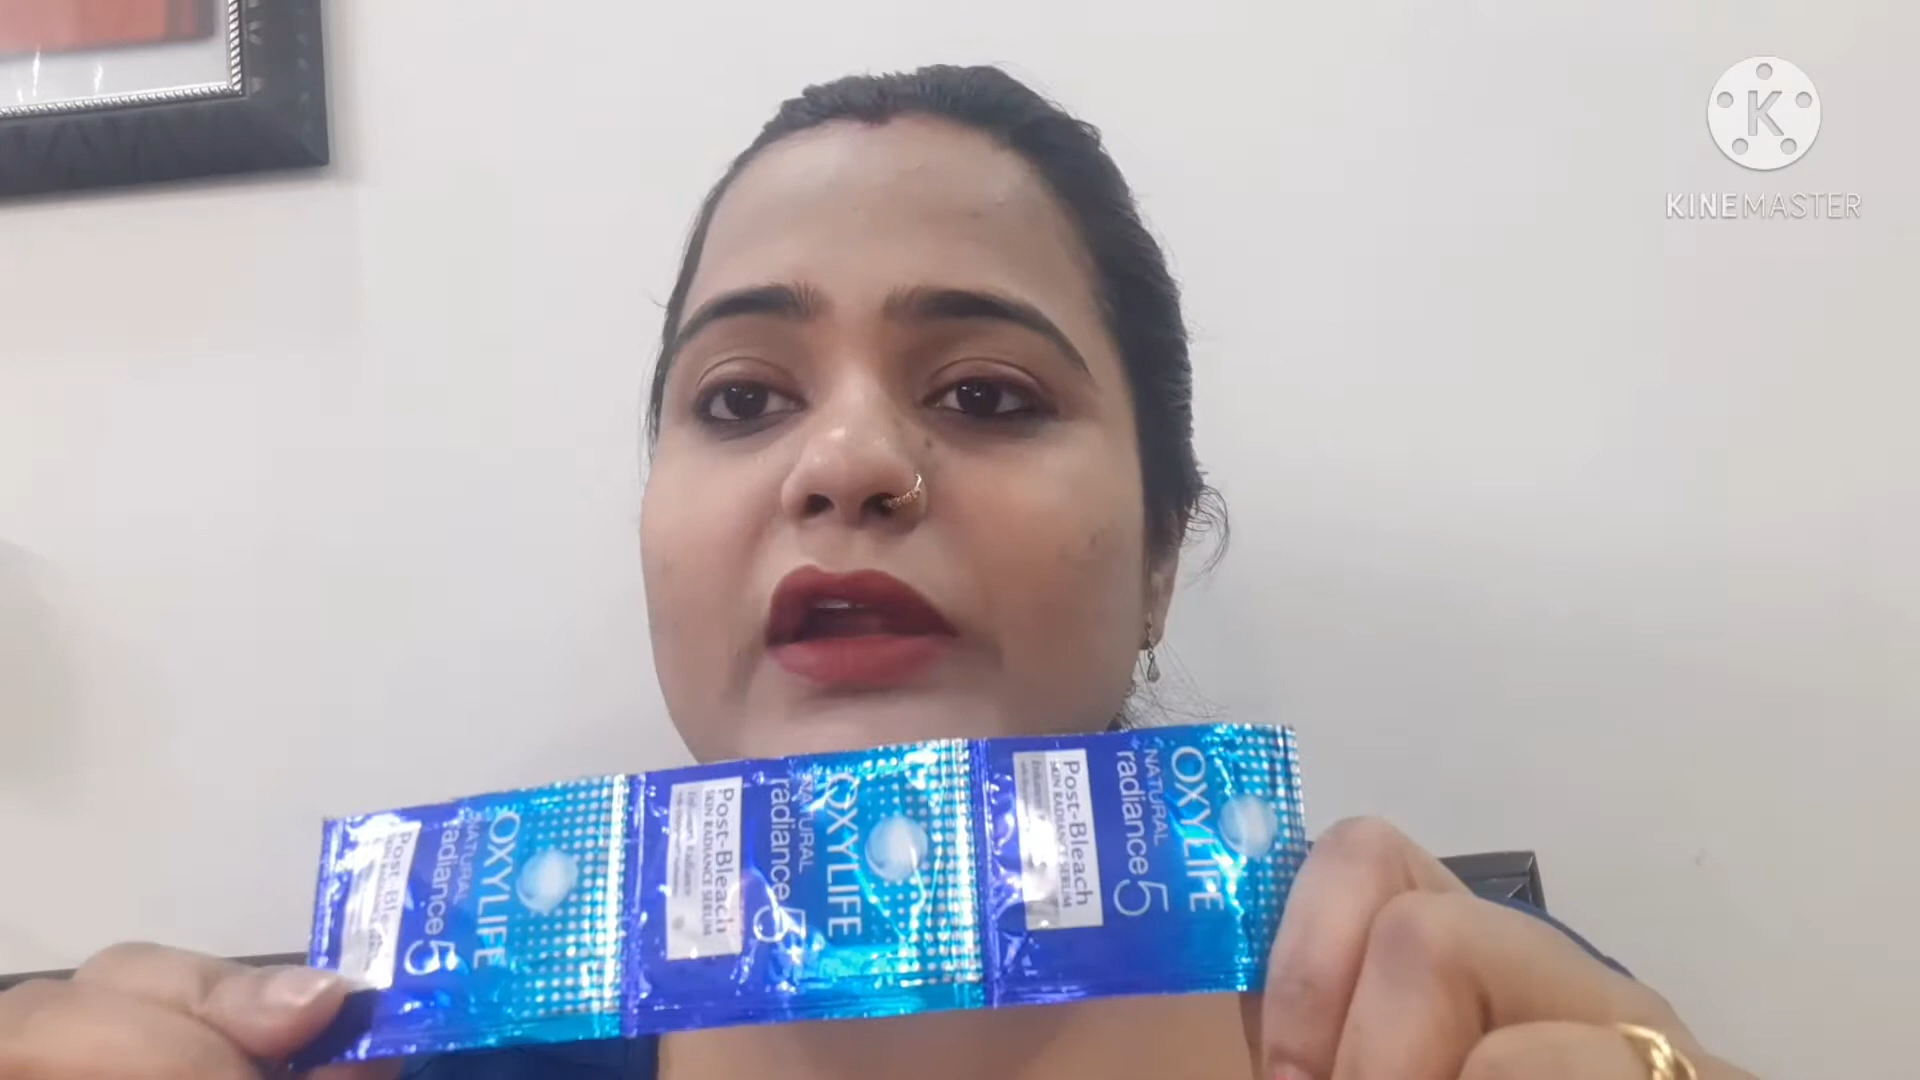 K
KINEMASTER
OXYLIFE
NATURAL
radiance 5
Post-Ble
OXYLIFE
NATURAL
radiance 5
Post-Bleach
SKIN RADIANCE SERUM
OXYLIFE
NATURAL
radiance 5
Post-Bleach
SKIN RADIANCE SERUM